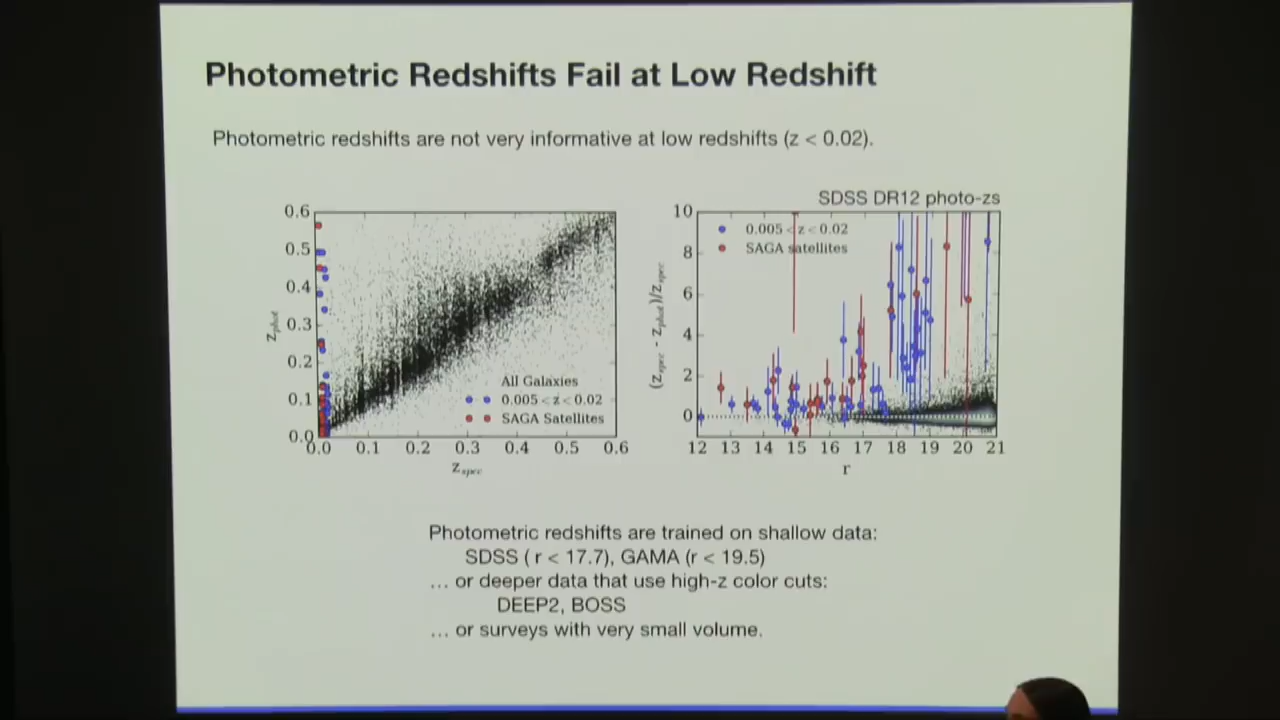 Photometric Redshifts Fail at Low Redshift
Photometric redshifts are not very informative at low redshifts (z < 0.02).
SDSS DR12 photo-zs
0.6
0.5
0.4
0.3
0.2
0.1
0.0
z_phot
All Galaxies
0.005 < z < 0.02
SAGA Satellites
0.0 0.1 0.2 0.3 0.4 0.5 0.6
z_spec
10
8
6
4
2
0
(z_spec - z_phot)/z_spec
0.005 < z < 0.02
SAGA satellites
12 13 14 15 16 17 18 19 20 21
r
Photometric redshifts are trained on shallow data:
SDSS ( r < 17.7), GAMA (r < 19.5)
... or deeper data that use high-z color cuts:
DEEP2, BOSS
... or surveys with very small volume.